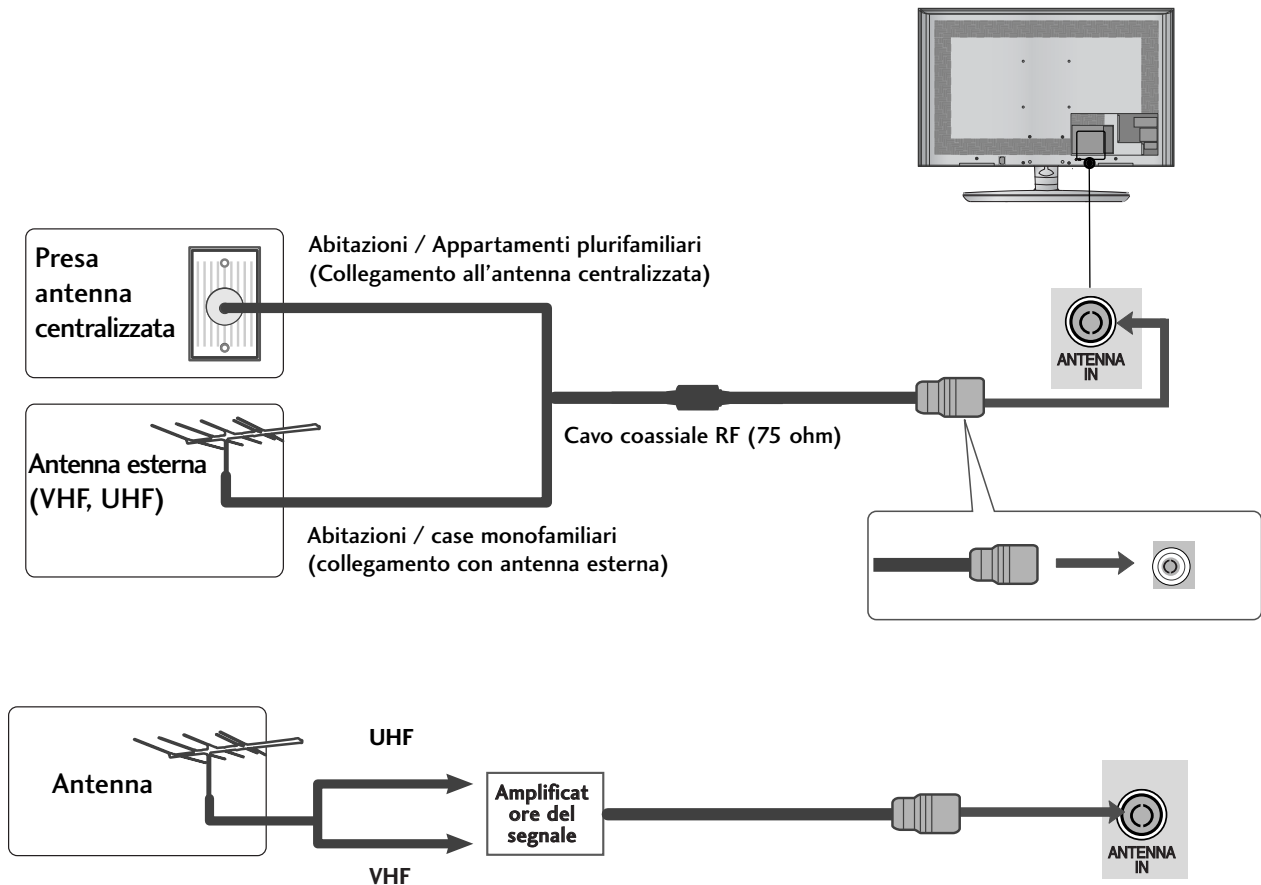 Presa
antenna
centralizzata
Abitazioni / Appartamenti plurifamiliari
(Collegamento all’antenna centralizzata)
ANTENNA
IN
Cavo coassiale RF (75 ohm)
Antenna esterna
(VHF, UHF)
Abitazioni / case monofamiliari
(collegamento con antenna esterna)
Antenna
UHF
VHF
Amplificat
ore del
segnale
ANTENNA
IN